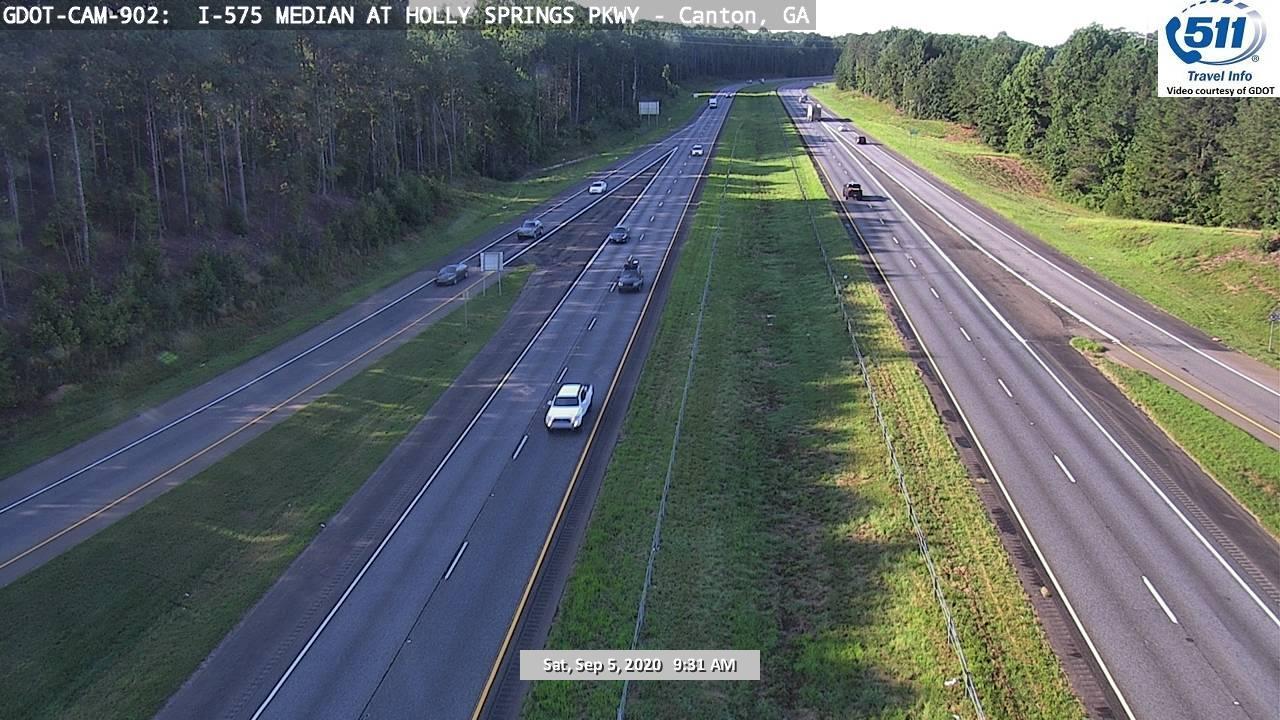 GDOT-CAM-902: I-575 MEDIAN AT HOLLY SPRINGS PKWY - Canton, GA
511
®
Travel Info
Video courtesy of GDOT
Sat, Sep 5, 2020 9:31 AM